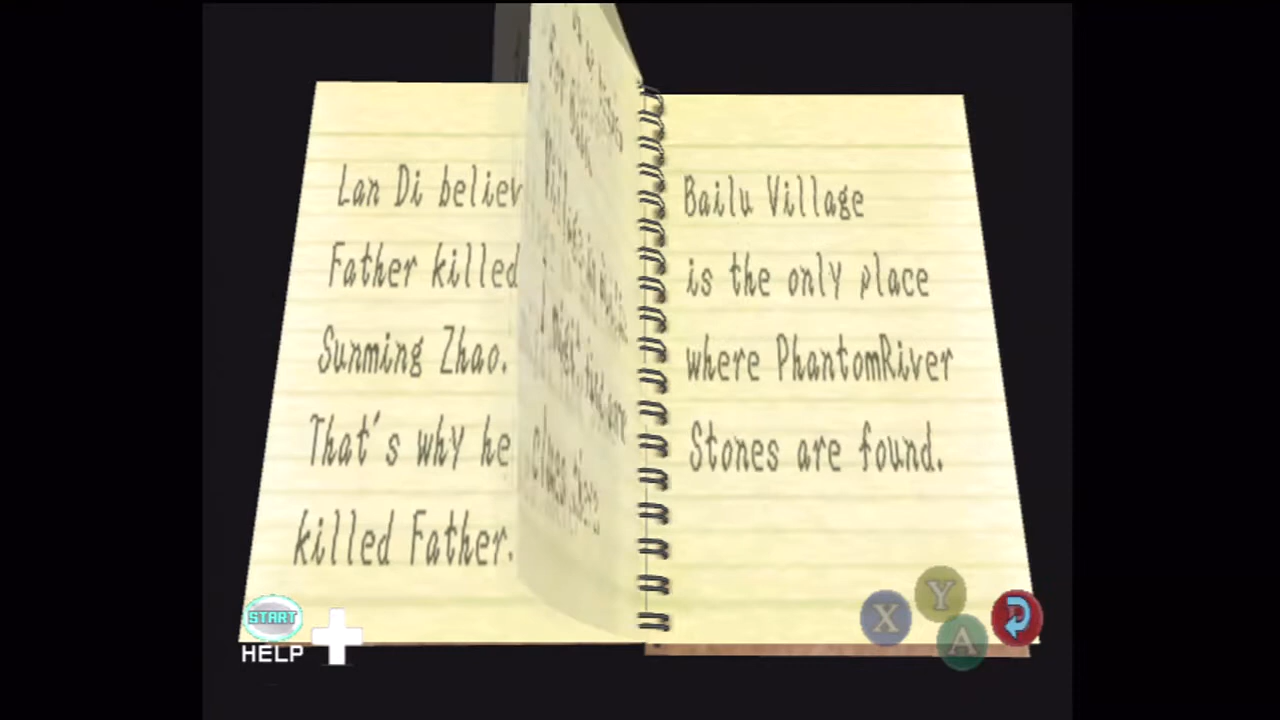 Lan Di believ
Father killed
Sunming Zhao.
That's why he
killed Father.
Bailu Village
is the only place
where PhantomRiver
Stones are found.
START
HELP
X
Y
A